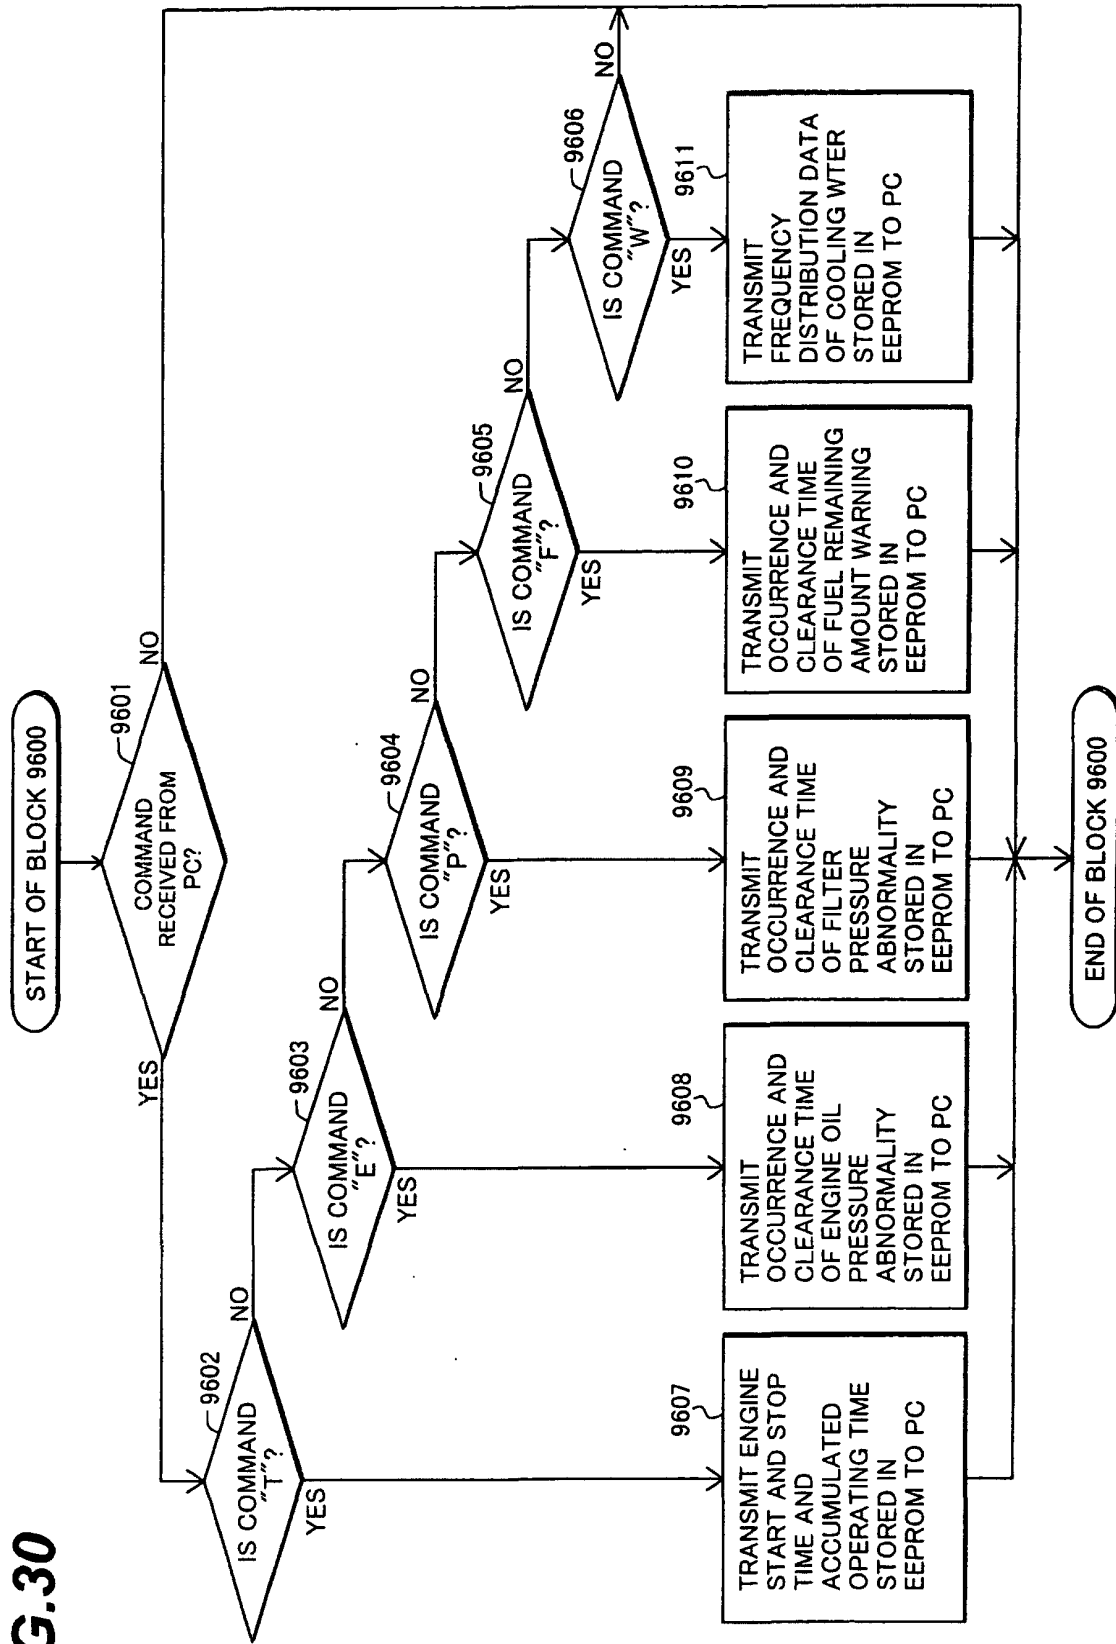 G.30
START OF BLOCK 9600
9601
COMMAND
RECEIVED FROM
PC?
YES
NO
9602
IS COMMAND
"T"?
NO
YES
9603
IS COMMAND
"E"?
NO
YES
9604
IS COMMAND
"P"?
NO
YES
9605
IS COMMAND
"F"?
NO
YES
9606
IS COMMAND
"W"?
NO
YES
9607
TRANSMIT ENGINE
START AND STOP
TIME AND
ACCUMULATED
OPERATING TIME
STORED IN
EEPROM TO PC
9608
TRANSMIT
OCCURRENCE AND
CLEARANCE TIME
OF ENGINE OIL
PRESSURE
ABNORMALITY
STORED IN
EEPROM TO PC
9609
TRANSMIT
OCCURRENCE AND
CLEARANCE TIME
OF FILTER
PRESSURE
ABNORMALITY
STORED IN
EEPROM TO PC
9610
TRANSMIT
OCCURRENCE AND
CLEARANCE TIME
OF FUEL REMAINING
AMOUNT WARNING
STORED IN
EEPROM TO PC
9611
TRANSMIT
FREQUENCY
DISTRIBUTION DATA
OF COOLING WTER
STORED IN
EEPROM TO PC
END OF BLOCK 9600